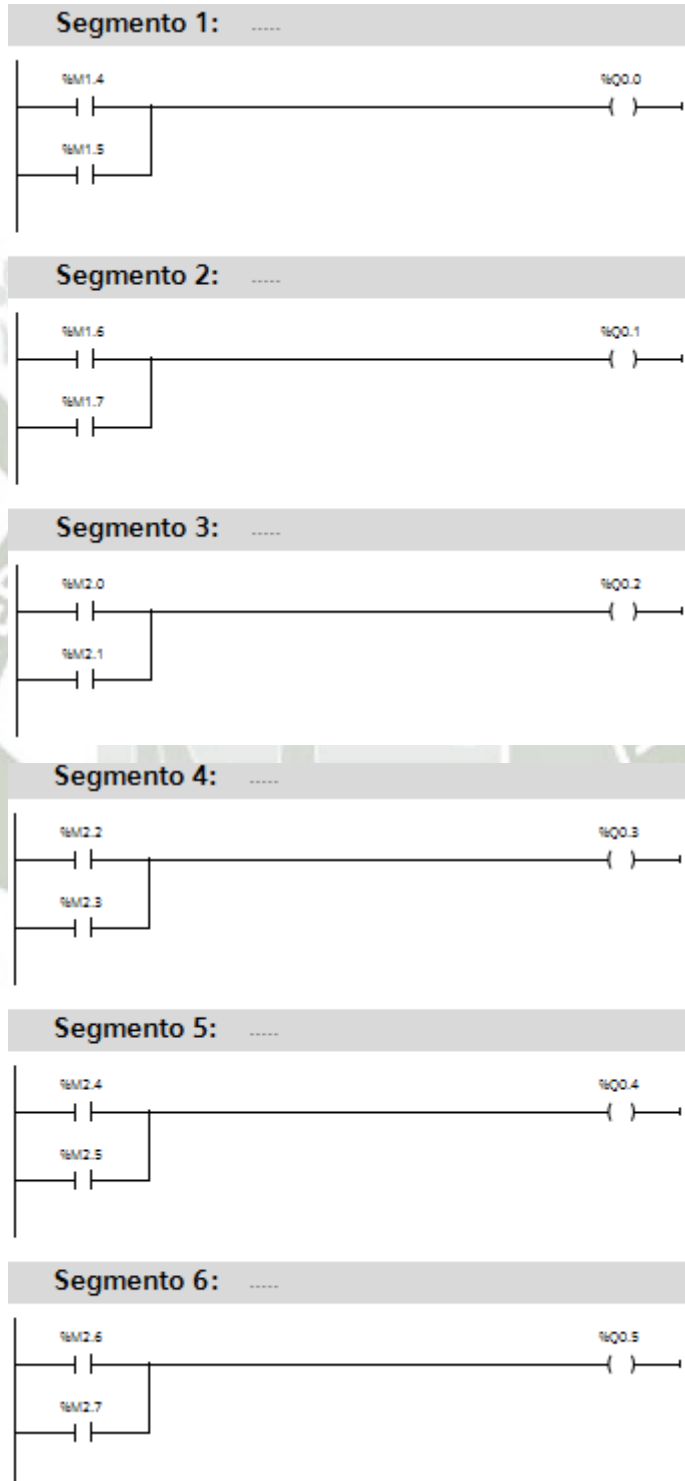 Segmento 1: .....
%M1.4 %Q0.0
%M1.5
Segmento 2: .....
%M1.6 %Q0.1
%M1.7
Segmento 3: .....
%M2.0 %Q0.2
%M2.1
Segmento 4: .....
%M2.2 %Q0.3
%M2.3
Segmento 5: .....
%M2.4 %Q0.4
%M2.5
Segmento 6: .....
%M2.6 %Q0.5
%M2.7